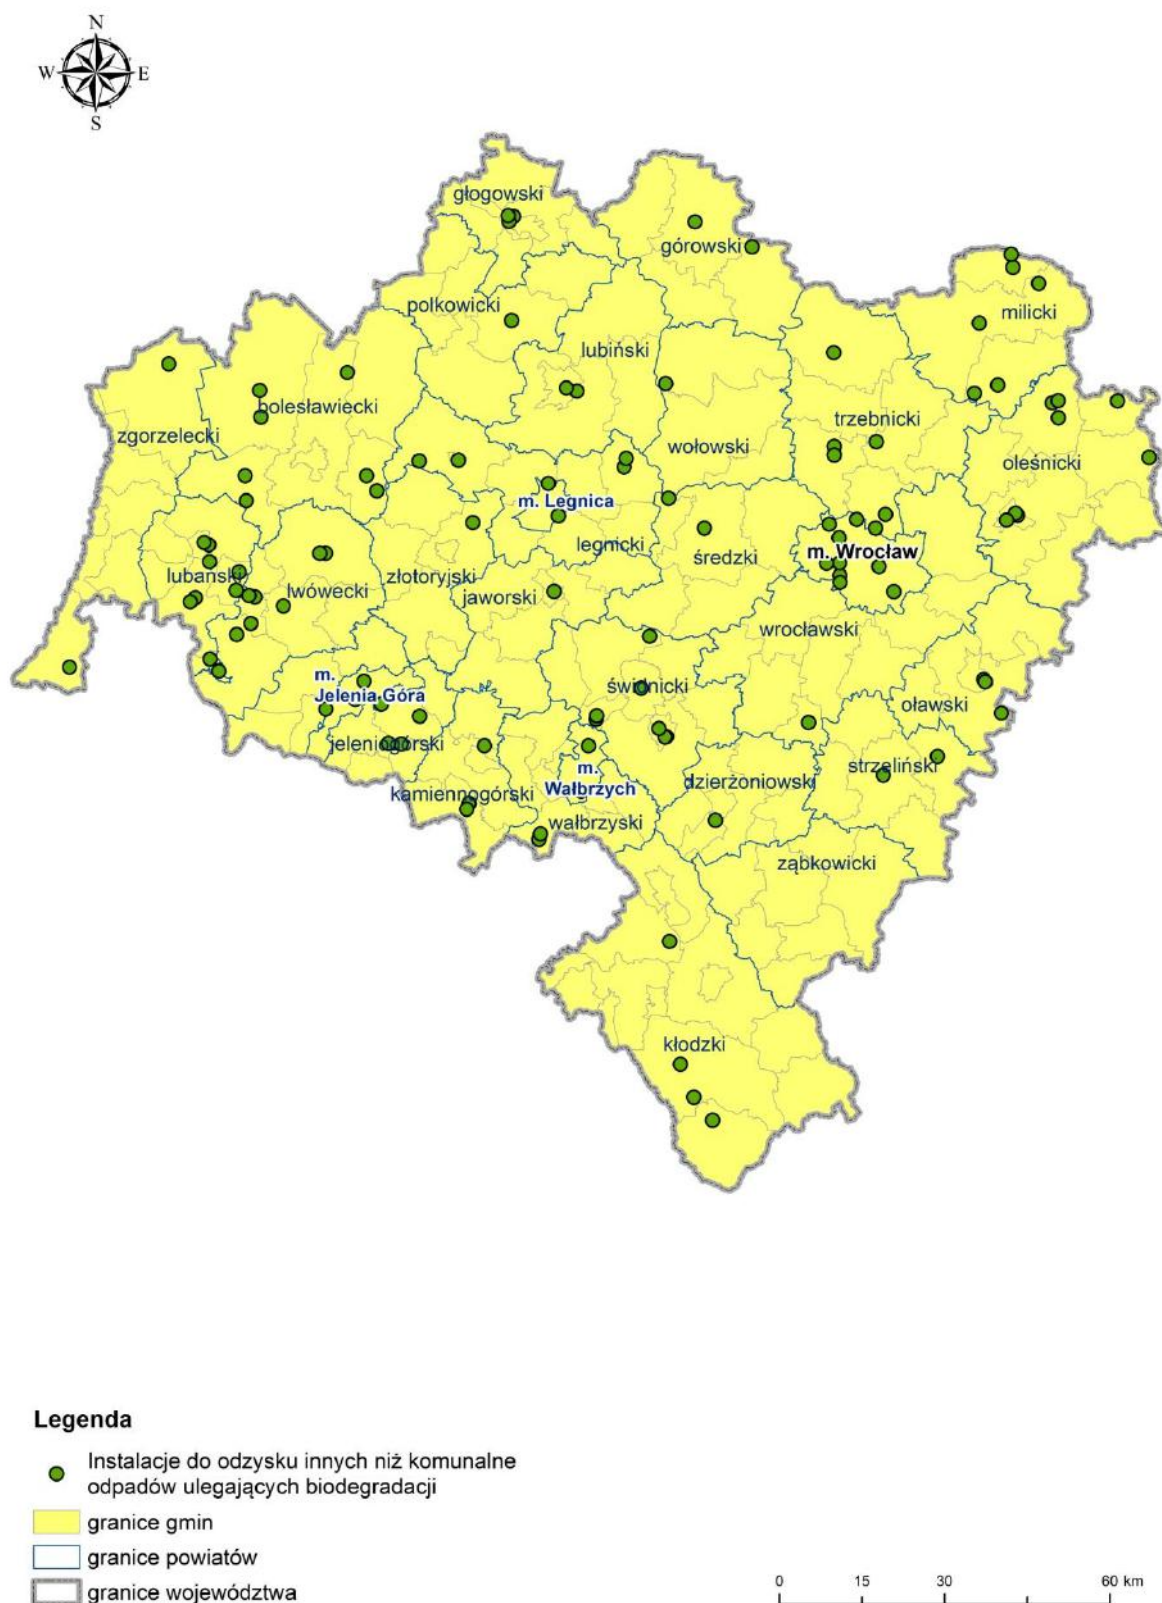 N
W E
S
głogowski
górowski
polkowicki
milicki
lubiński
bolesławiecki
trzebnicki
zgorzelecki
wołowski
oleśnicki
m. Legnica
legnicki
średzki
m. Wrocław
lubański
lwówecki
złotoryjski
jaworski
wrocławski
m.
Jelenia Góra
świdnicki
oławski
jeleniogórski
strzeliński
m.
Wałbrzych
dzierżoniowski
kamiennogórski
wałbrzyski
ząbkowicki
kłodzki
Legenda
Instalacje do odzysku innych niż komunalne
odpadów ulegających biodegradacji
granice gmin
granice powiatów
granice województwa
0 15 30 60 km